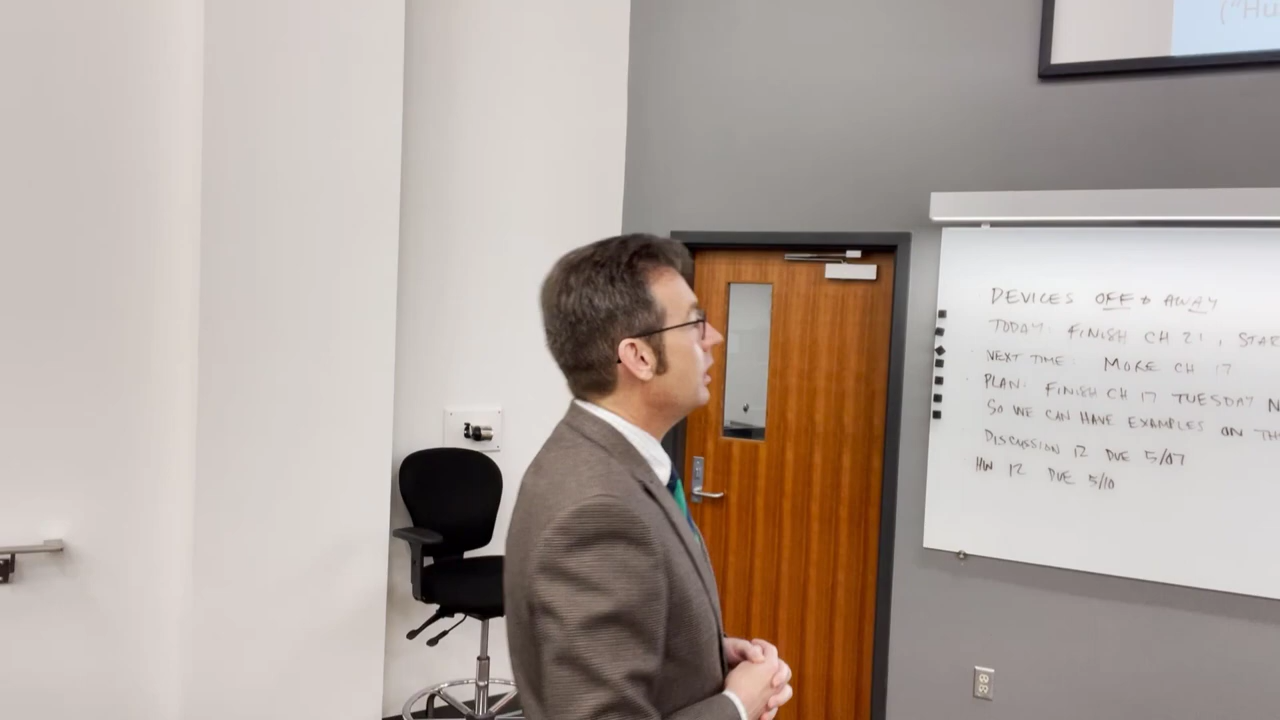 ("Hu
DEVICES OFF & AWAY
TODAY: FINISH CH 21, STAR
NEXT TIME: MORE CH 17
PLAN: FINISH CH 17 TUESDAY N
SO WE CAN HAVE EXAMPLES ON TH
DISCUSSION 12 DUE 5/07
HW 12 DUE 5/10